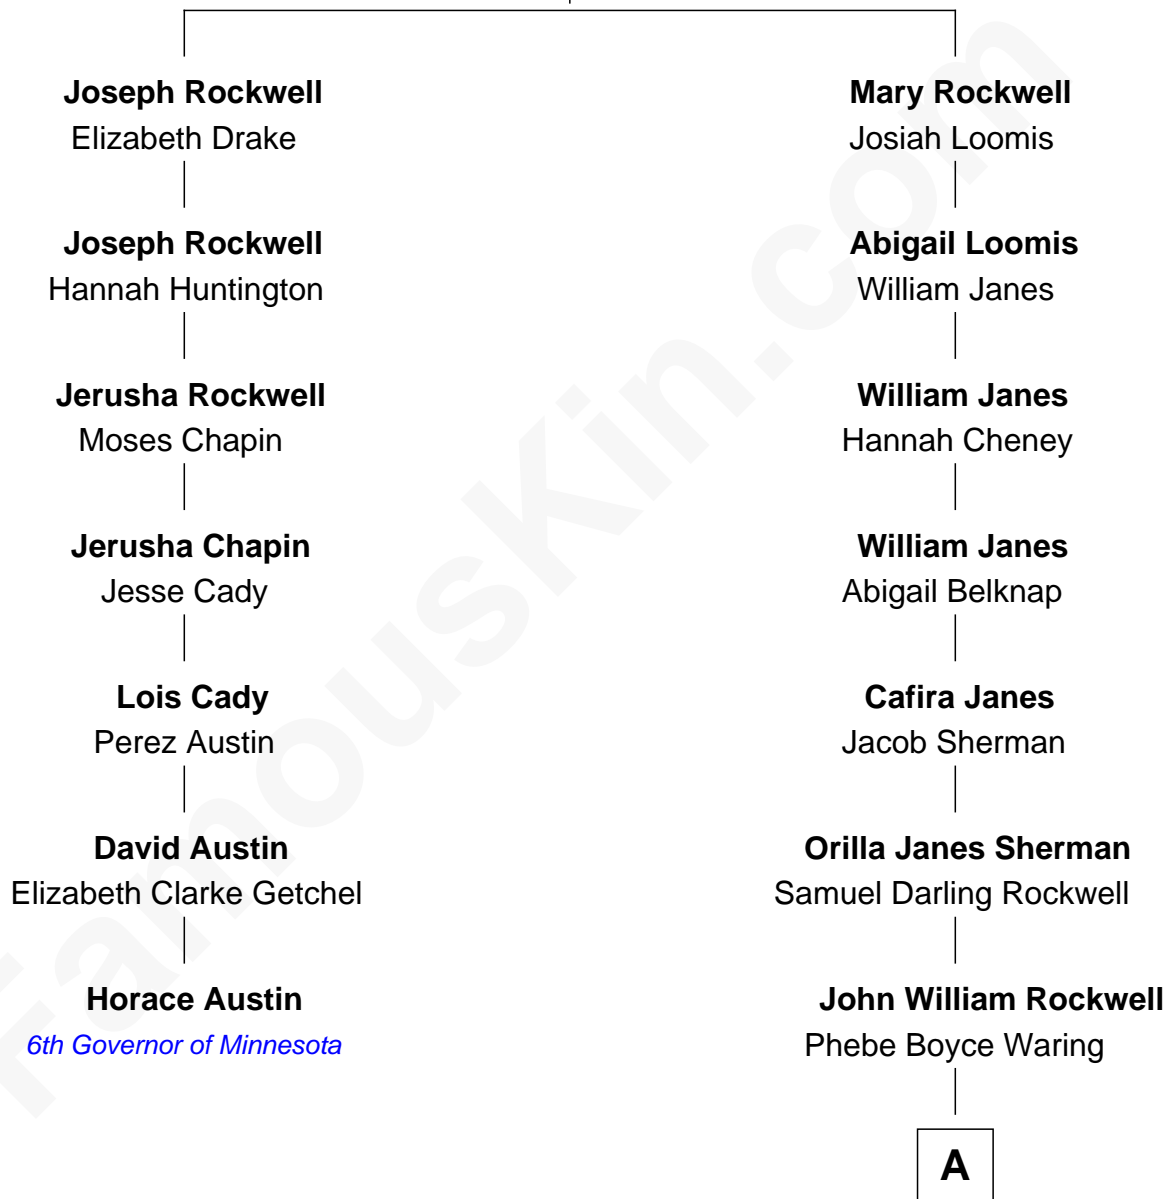 Joseph Rockwell
Elizabeth Drake
Joseph Rockwell
Hannah Huntington
Jerusha Rockwell
Moses Chapin
Jerusha Chapin
Jesse Cady
Lois Cady
Perez Austin
David Austin
Elizabeth Clarke Getchel
Horace Austin
6th Governor of Minnesota
Mary Rockwell
Josiah Loomis
Abigail Loomis
William Janes
William Janes
Hannah Cheney
William Janes
Abigail Belknap
Cafira Janes
Jacob Sherman
Orilla Janes Sherman
Samuel Darling Rockwell
John William Rockwell
Phebe Boyce Waring
A
FamousKin.com